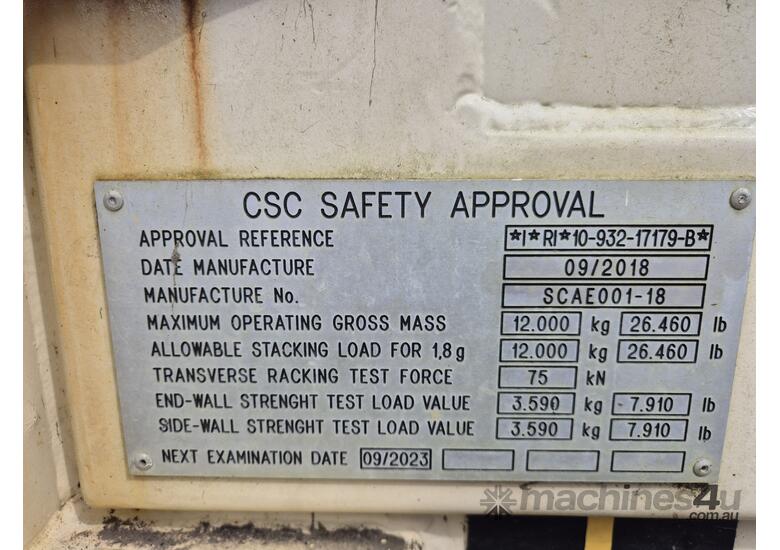 CSC SAFETY APPROVAL
APPROVAL REFERENCE *I*RI*10-932-17179-B*
DATE MANUFACTURE 09/2018
MANUFACTURE No. SCAE001-18
MAXIMUM OPERATING GROSS MASS 12.000 kg 26.460 lb
ALLOWABLE STACKING LOAD FOR 1,8 g 12.000 kg 26.460 lb
TRANSVERSE RACKING TEST FORCE 75 kN
END-WALL STRENGHT TEST LOAD VALUE 3.590 kg 7.910 lb
SIDE-WALL STRENGHT TEST LOAD VALUE 3.590 kg 7.910 lb
NEXT EXAMINATION DATE 09/2023
machines4u
com.au